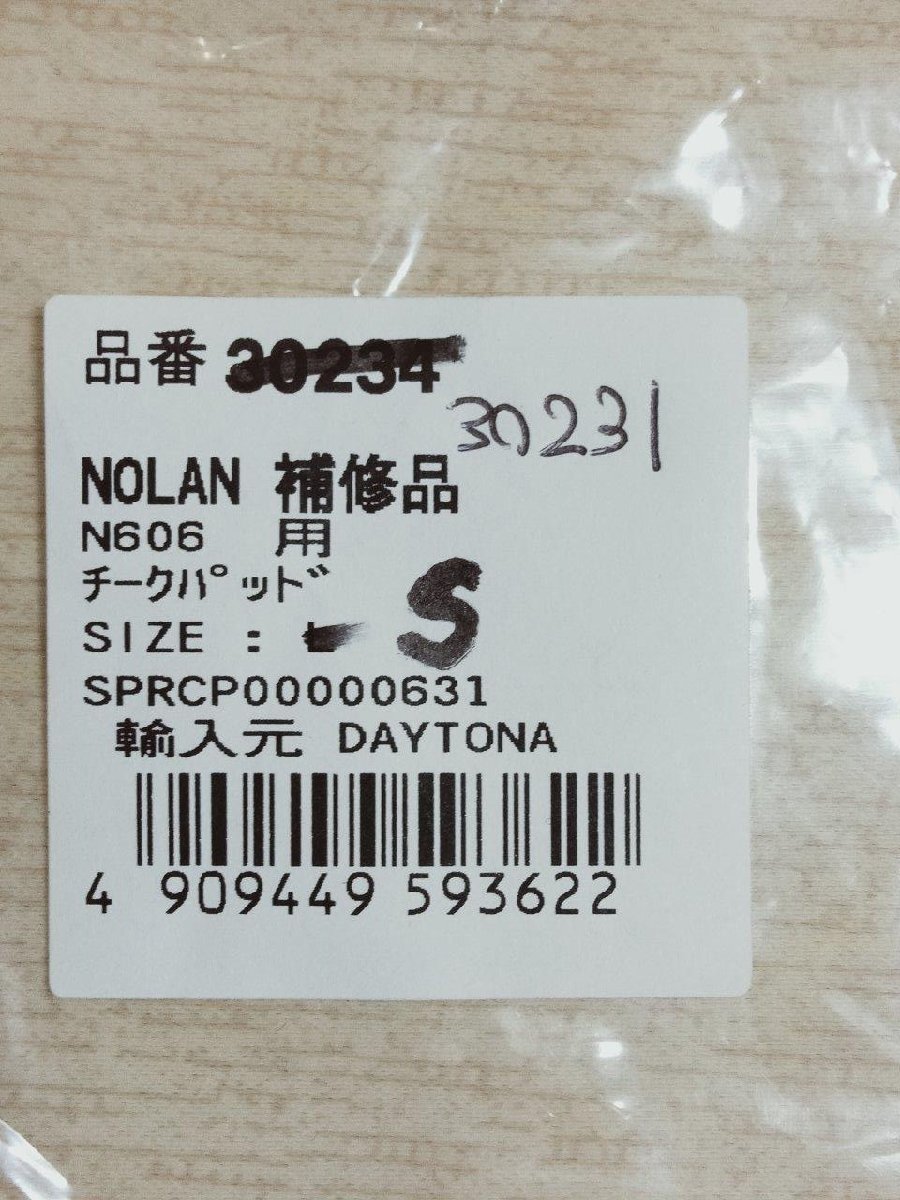 品番 30234
30231
NOLAN 補修品
N606 用
チークパッド
SIZE : L S
SPRCP00000631
輸入元 DAYTONA
4 909449 593622